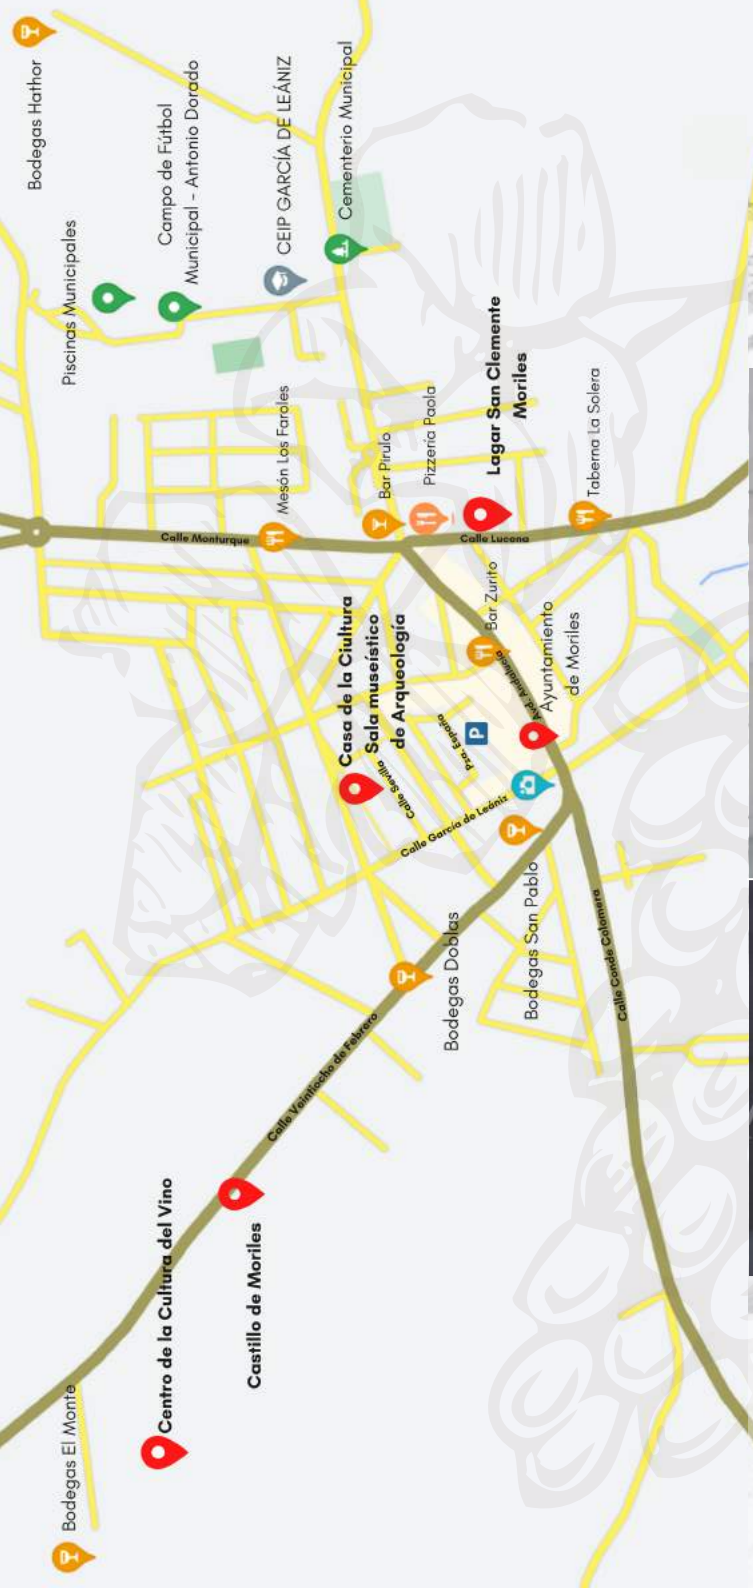 Bodegas El Monte
Bodegas Hathor
Piscinas Municipales
Centro de la Cultura del Vino
Campo de Fútbol
Municipal - Antonio Dorado
Calle Monturque
Castillo de Moriles
Mesón Los Faroles
CEIP GARCÍA DE LEÁNIZ
Calle Veintiocho de Febrero
Casa de la Ciultura
Sala museístico
de Arqueología
Cementerio Municipal
Bar Pirulo
Calle Sevilla
Pizzería Paola
Bodegas Doblas
Calle García de Leániz
Pza. España
P
Lagar San Clemente
Moriles
Calle Lucena
Bar Zurito
Avd. Andalucía
Bodegas San Pablo
Ayuntamiento
de Moriles
Taberna La Solera
Calle Conde Colomera